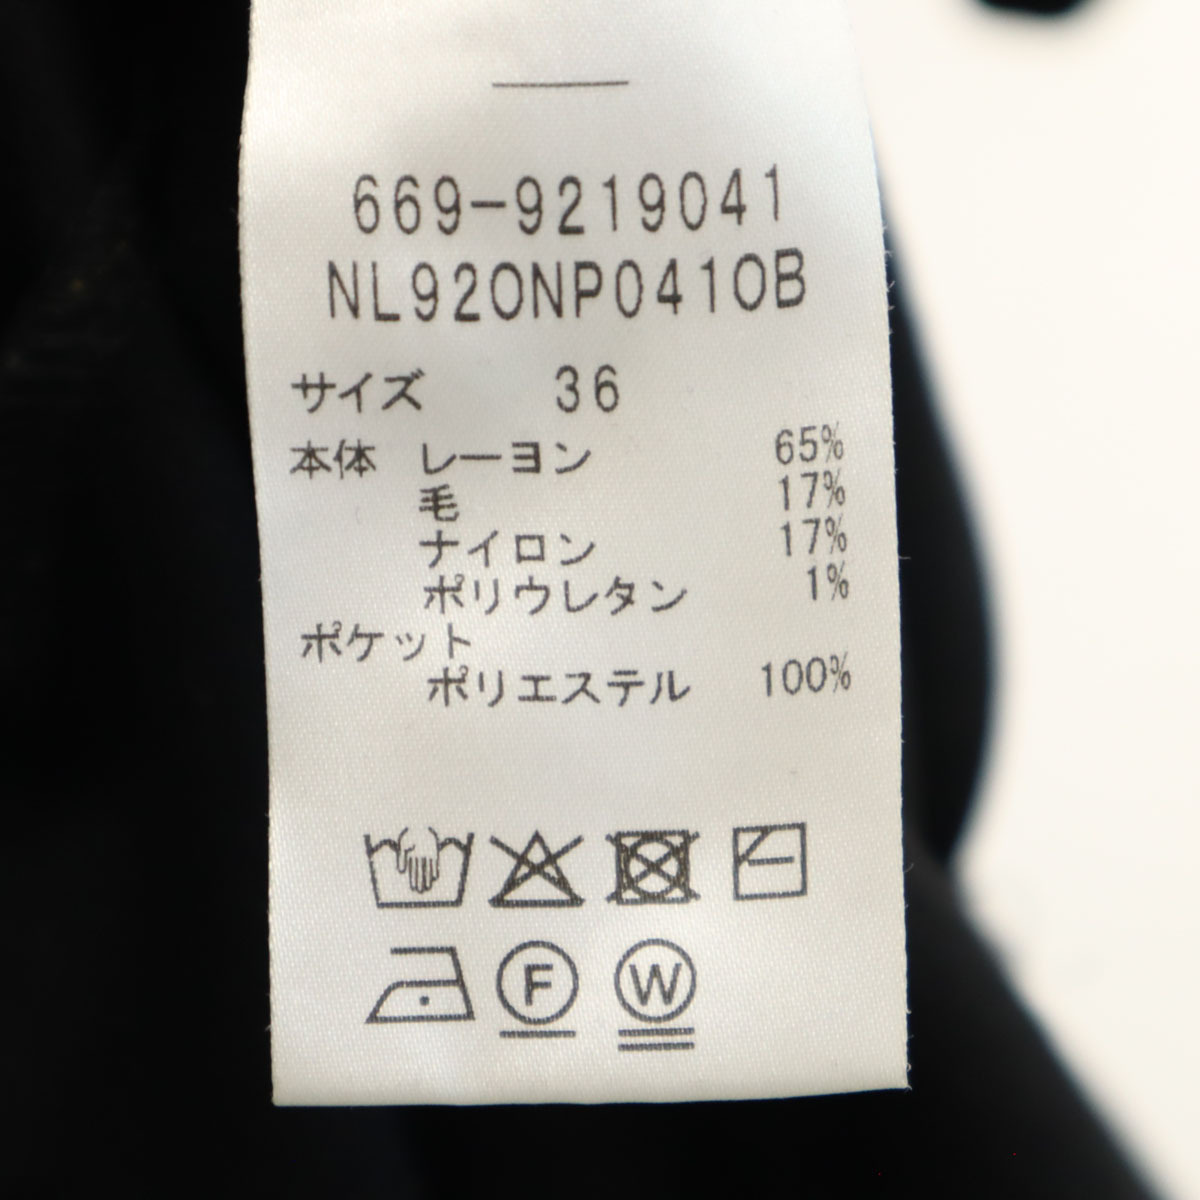 669-9219041
NL92ONP041OB
サイズ 36
本体 レーヨン 65%
毛 17%
ナイロン 17%
ポリウレタン 1%
ポケット
ポリエステル 100%
F W